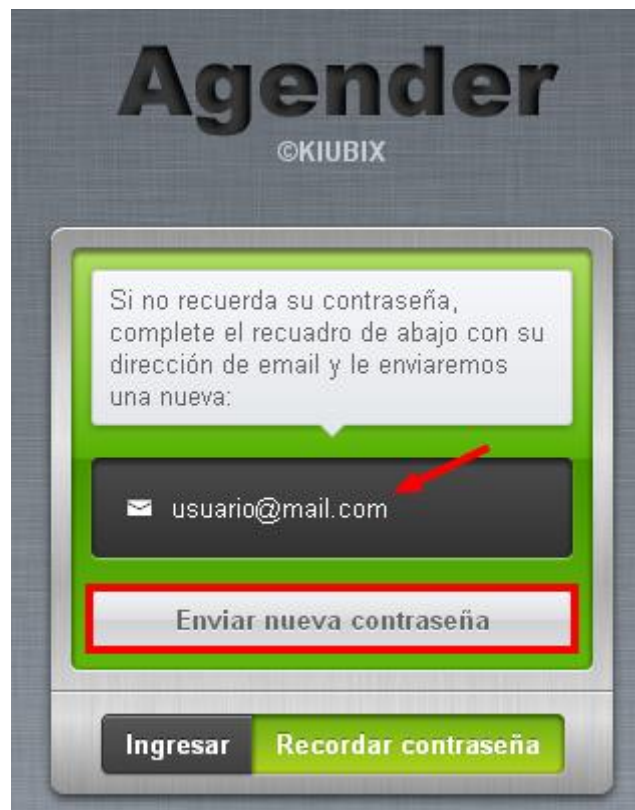 Agender
©KIUBIX
Si no recuerda su contraseña,
complete el recuadro de abajo con su
dirección de email y le enviaremos
una nueva:
usuario@mail.com
Enviar nueva contraseña
Ingresar Recordar contraseña